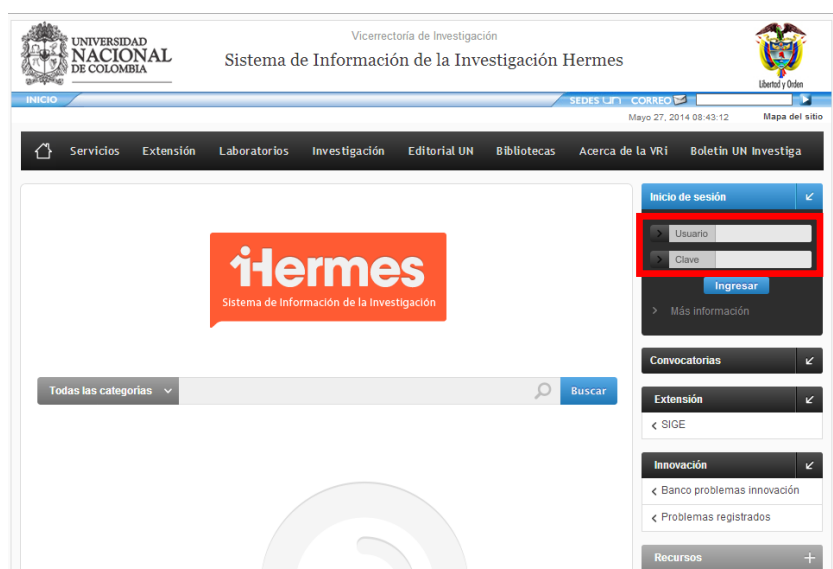 UNIVERSIDAD
NACIONAL
DE COLOMBIA
Vicerrectoría de Investigación
Sistema de Información de la Investigación Hermes
Libertad y Orden
INICIO
SEDES un CORREO
Mayo 27, 2014 08:43:12 Mapa del sitio
Servicios Extensión Laboratorios Investigación Editorial UN Bibliotecas Acerca de la VRi Boletin UN Investiga
Inicio de sesión
Usuario
Clave
Ingresar
Más información
Hermes
Sistema de Información de la Investigación
Convocatorias
Todas las categorias Buscar
Extensión
SIGE
Innovación
Banco problemas innovación
Problemas registrados
Recursos